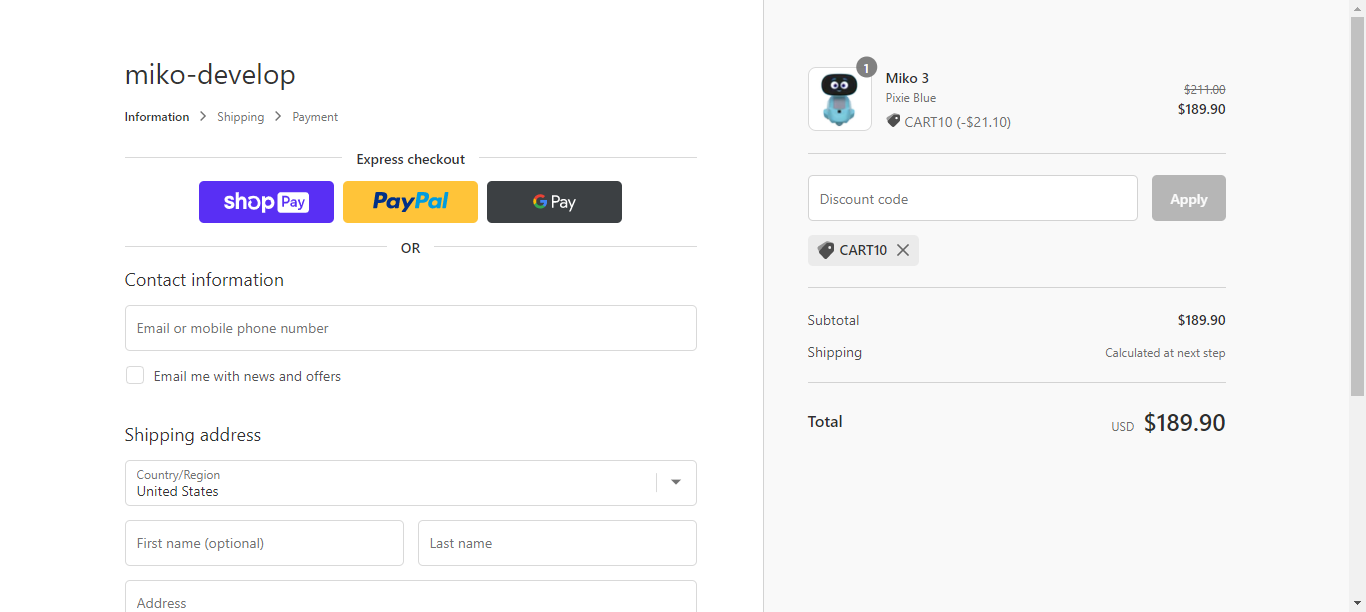 miko-develop
Information > Shipping > Payment
Express checkout
shop Pay
PayPal
G Pay
OR
Contact information
Email or mobile phone number
Email me with news and offers
Shipping address
Country/Region
United States
First name (optional)
Last name
Address
1
Miko 3
Pixie Blue
CART10 (-$21.10)
$211.00
$189.90
Discount code
Apply
CART10
Subtotal $189.90
Shipping Calculated at next step
Total USD $189.90